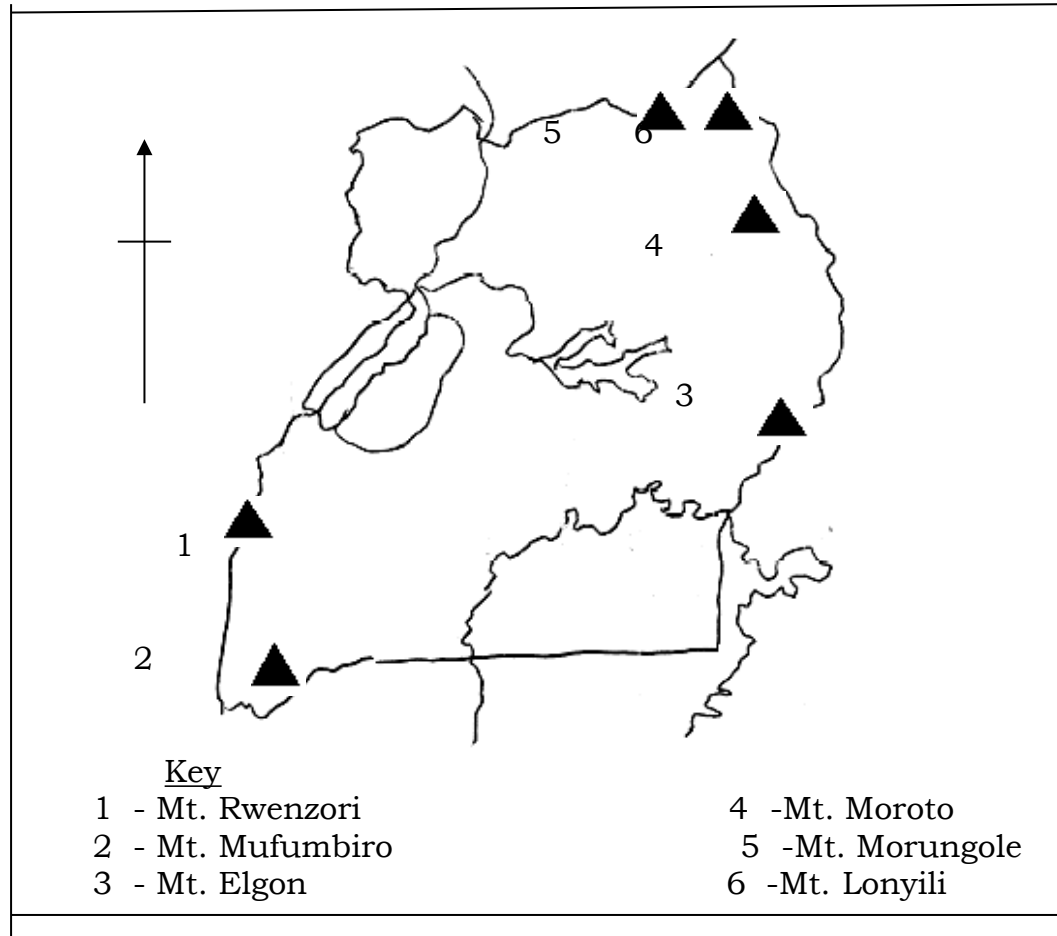 5 6
4
3
1
2
Key
1 - Mt. Rwenzori 4 -Mt. Moroto
2 - Mt. Mufumbiro 5 -Mt. Morungole
3 - Mt. Elgon 6 -Mt. Lonyili